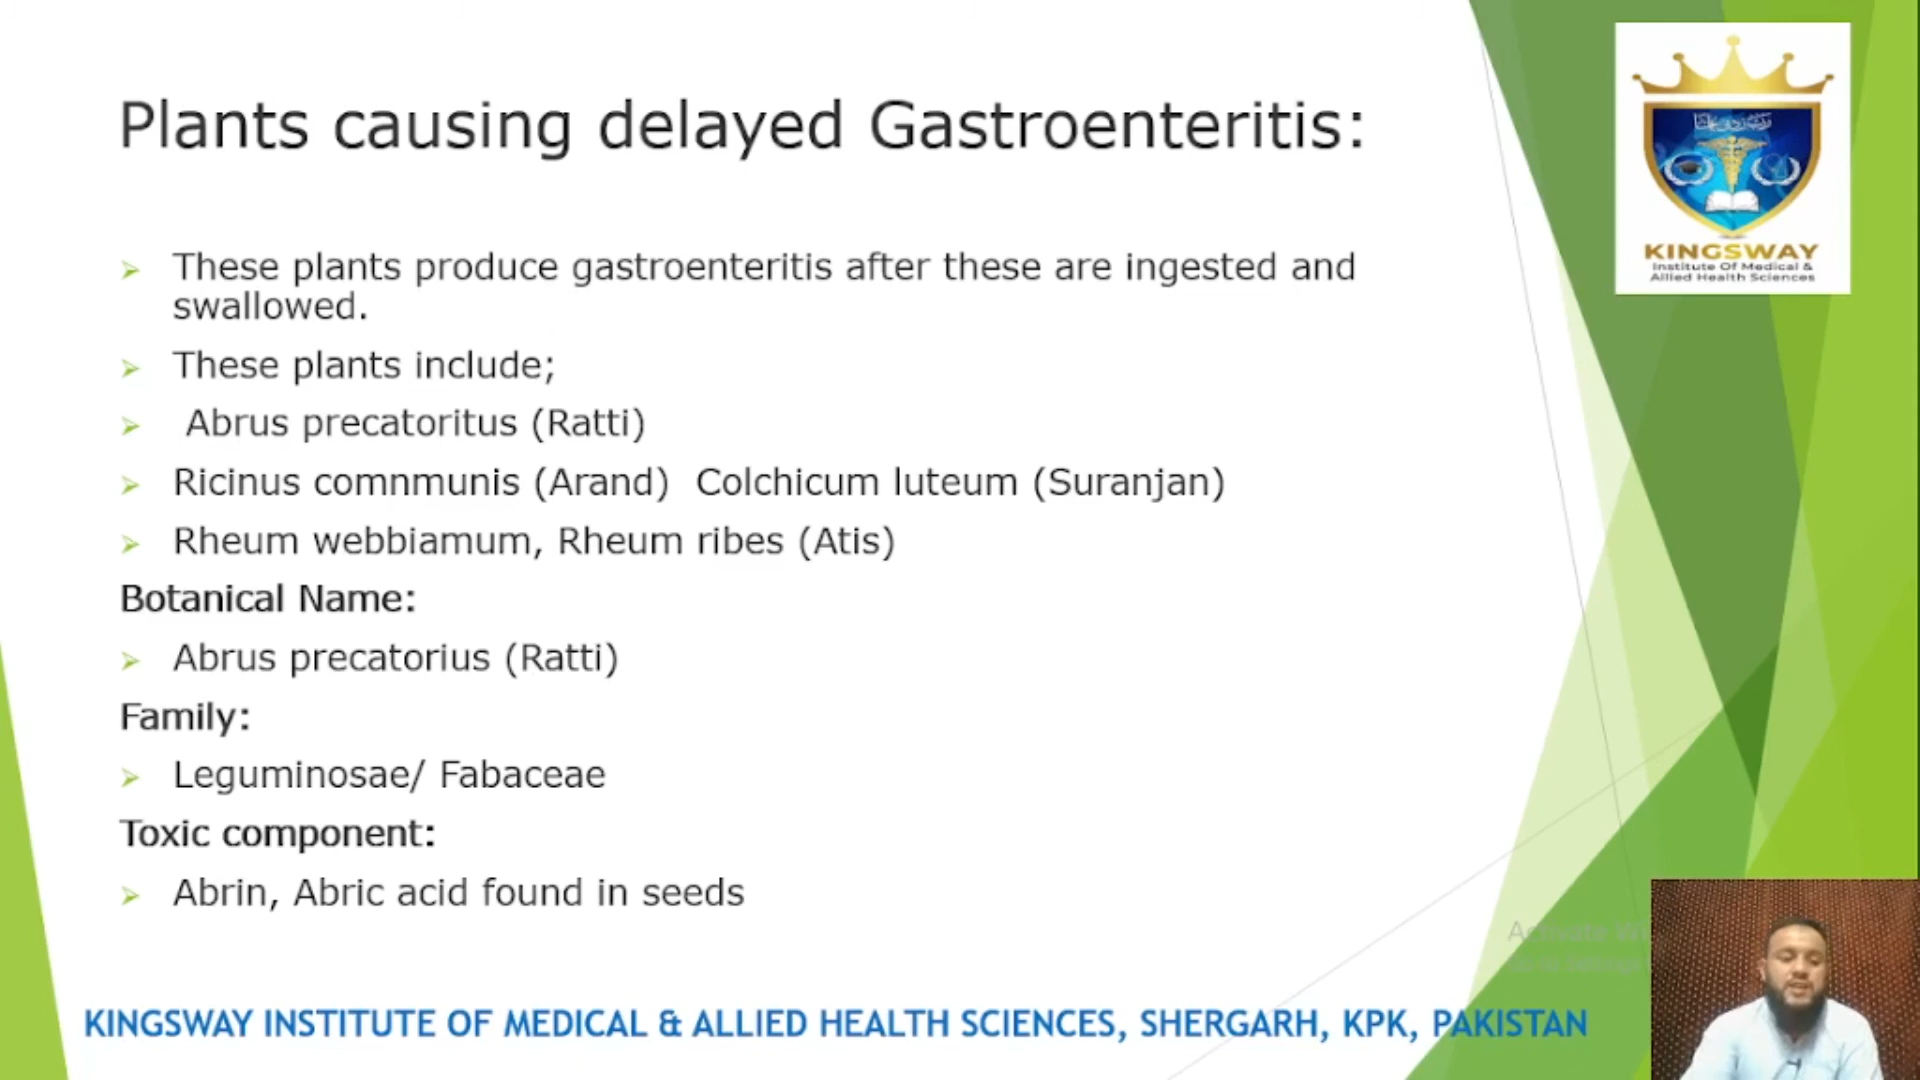 Plants causing delayed Gastroenteritis:
These plants produce gastroenteritis after these are ingested and
swallowed.
These plants include;
Abrus precatoritus (Ratti)
Ricinus comnmunis (Arand) Colchicum luteum (Suranjan)
Rheum webbiamum, Rheum ribes (Atis)
Botanical Name:
Abrus precatorius (Ratti)
Family:
Leguminosae/ Fabaceae
Toxic component:
Abrin, Abric acid found in seeds
KINGSWAY INSTITUTE OF MEDICAL & ALLIED HEALTH SCIENCES, SHERGARH, KPK, PAKISTAN
KINGSWAY
Institute Of Medical &
Allied Health Sciences
Activate